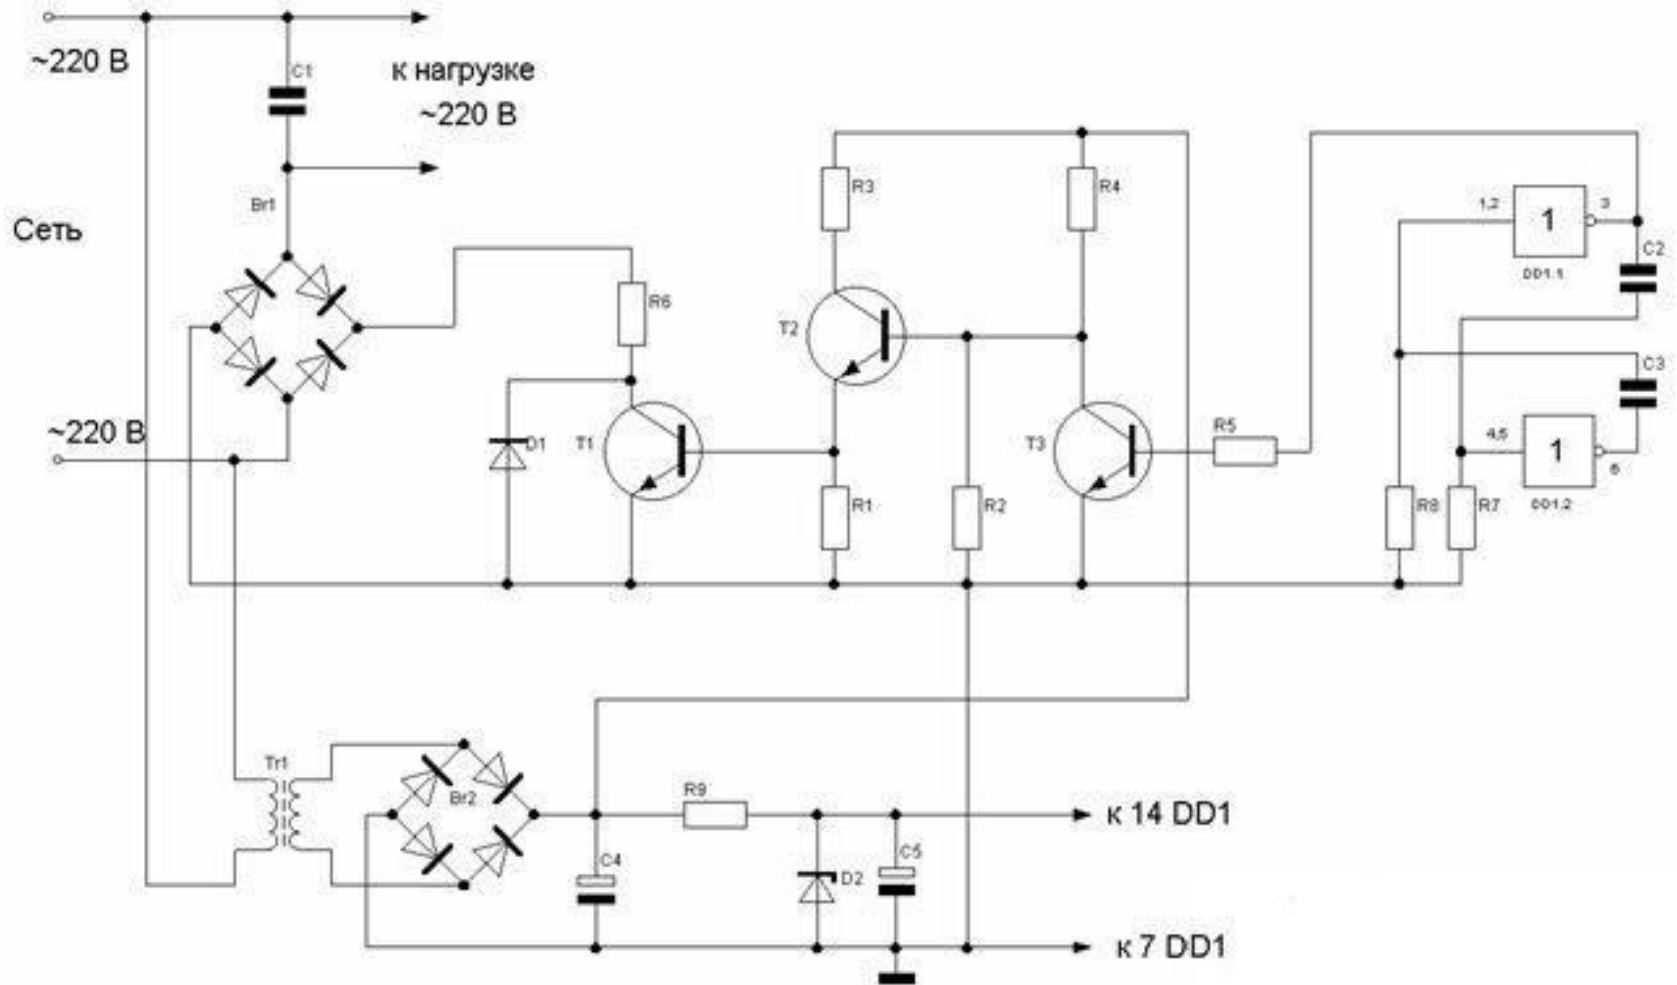 ~220 В
C1
к нагрузке
~220 В
Br1
Сеть
~220 В
R6
D1
T1
R3
R4
T2
T3
R5
R1
R2
1,2
1
3
DD1.1
C2
C3
4,5
1
6
DD1.2
R8
R7
Tr1
Br2
R9
C4
D2
C5
к 14 DD1
к 7 DD1